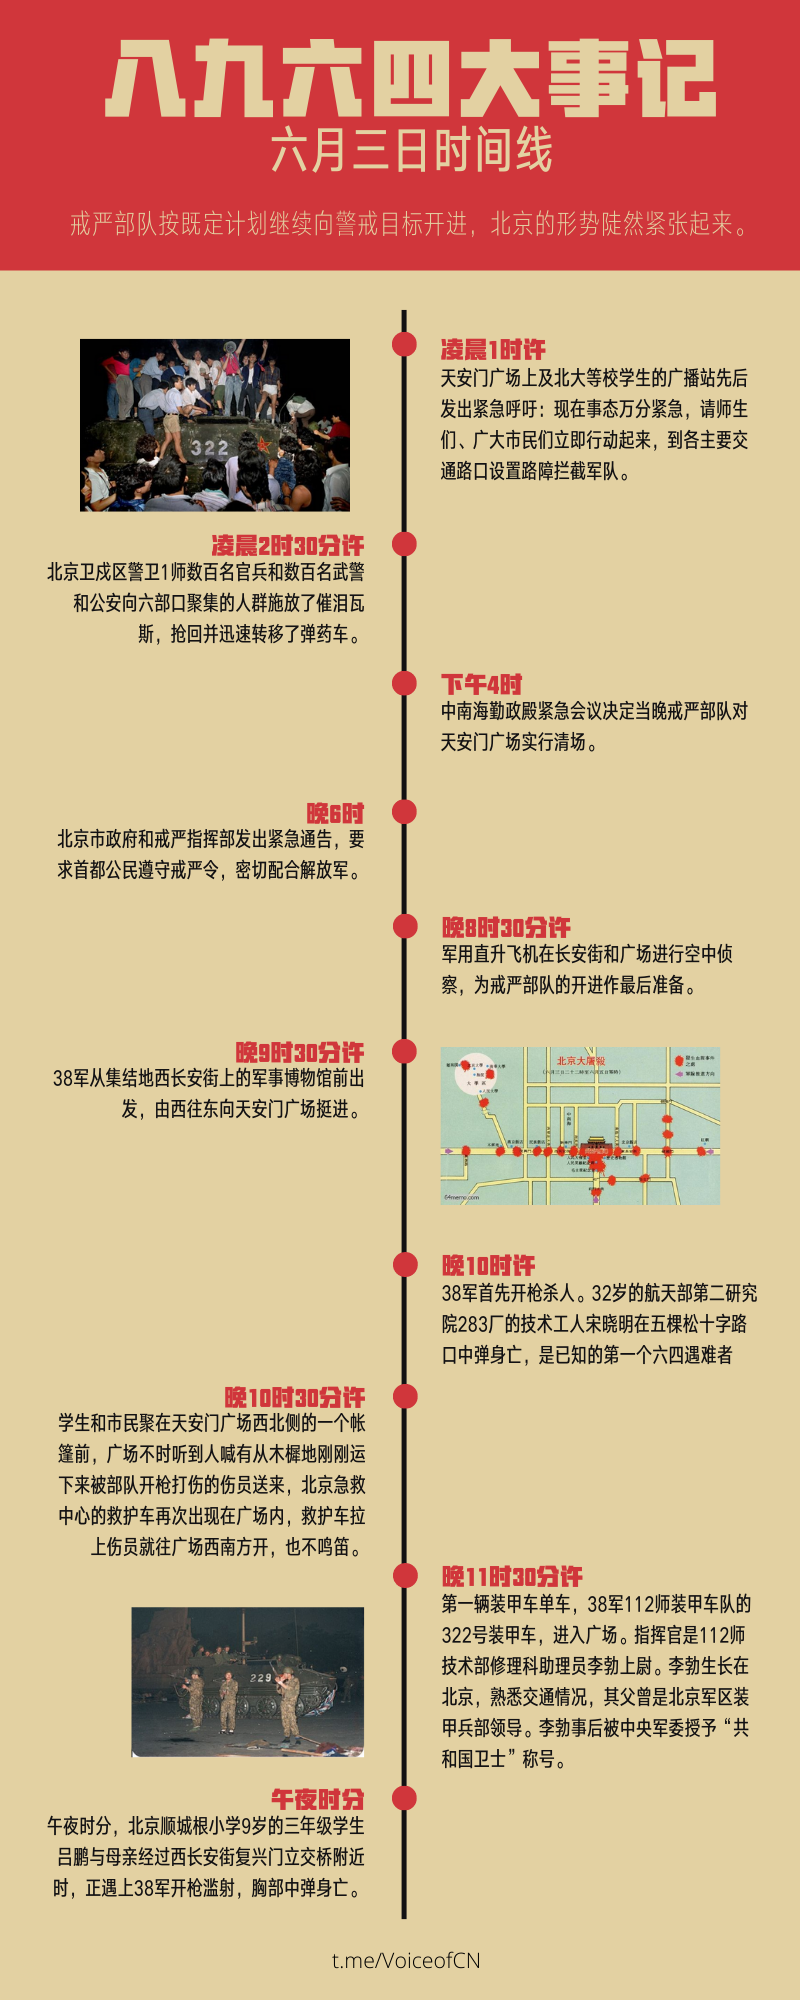 八九六四大事记
六月三日时间线
戒严部队按既定计划继续向警戒目标开进，北京的形势陡然紧张起来。
322
凌晨1时许
天安门广场上及北大等校学生的广播站先后
发出紧急呼吁：现在事态万分紧急，请师生
们、广大市民们立即行动起来，到各主要交
通路口设置路障拦截军队。
凌晨2时30分许
北京卫戍区警卫1师数百名官兵和数百名武警
和公安向六部口聚集的人群施放了催泪瓦
斯，抢回并迅速转移了弹药车。
下午4时
中南海勤政殿紧急会议决定当晚戒严部队对
天安门广场实行清场。
晚6时
北京市政府和戒严指挥部发出紧急通告，要
求首都公民遵守戒严令，密切配合解放军。
晚8时30分许
军用直升飞机在长安街和广场进行空中侦
察，为戒严部队的开进作最后准备。
晚9时30分许
38军从集结地西长安街上的军事博物馆前出
发，由西往东向天安门广场挺进。
北京大屠殺
64memo.com
晚10时许
38军首先开枪杀人。32岁的航天部第二研究
院283厂的技术工人宋晓明在五棵松十字路
口中弹身亡，是已知的第一个六四遇难者
晚10时30分许
学生和市民聚在天安门广场西北侧的一个帐
篷前，广场不时听到人喊有从木樨地刚刚运
下来被部队开枪打伤的伤员送来，北京急救
中心的救护车再次出现在广场内，救护车拉
上伤员就往广场西南方开，也不鸣笛。
晚11时30分许
第一辆装甲车单车，38军112师装甲车队的
322号装甲车，进入广场。指挥官是112师
技术部修理科助理员李勃上尉。李勃生长在
北京，熟悉交通情况，其父曾是北京军区装
甲兵部领导。李勃事后被中央军委授予“共
和国卫士”称号。
229
午夜时分
午夜时分，北京顺城根小学9岁的三年级学生
吕鹏与母亲经过西长安街复兴门立交桥附近
时，正遇上38军开枪滥射，胸部中弹身亡。
t.me/VoiceofCN